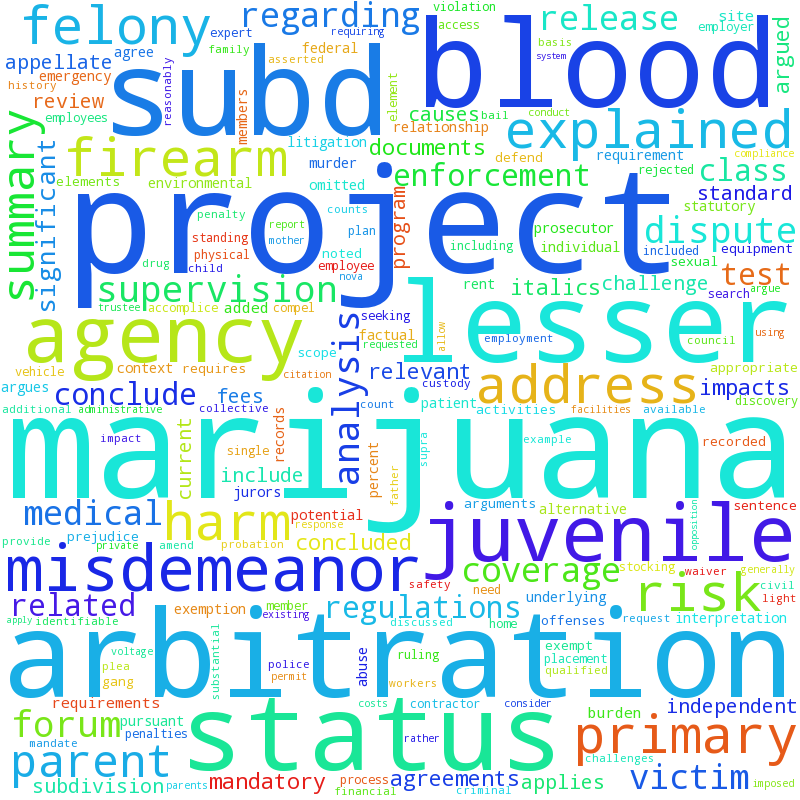 felony
regarding
expert
violation
release
site
employer
access
requiring
family
federal
basis
system
asserted
argued
appellate
agree
subd
blood
emergency
history
reasonably
element
review
employees
members
causes
bail
conduct
relationship
explained
summary
significant
firearm
litigation
documents
defend
requirement
compliance
murder
enforcement
rejected
class
elements
environmental
omitted
standard
statutory
project
penalty
counts
plan
program
prosecutor
dispute
report
standing
mother
noted
including
individual
included
equipment
physical
sexual
test
drug
child
nova
employee
supervision
rent
italics
challenge
search
argue
trustee
accomplice
added
compel
seeking
lesser
agency
analysis
factual
allow
requested
employment
council
using
scope
vehicle
context
requires
citation
relevant
appropriate
argues
conclude
fees
custody
address
impacts
discovery
additional
administrative
collective
count
patient
activities
facilities
available
marijuana
impact
current
single
records
percent
supra
example
recorded
include
father
jurors
medical
harm
potential
arguments
alternative
sentence
prejudice
response
juvenile
opposition
provide
private
amend
probation
concluded
misdemeanor
safety
coverage
stocking
waiver
generally
need
underlying
risk
civil
light
related
exemption
member
existing
regulations
discussed
home
offenses
request
interpretation
apply
identifiable
arbitration
voltage
substantial
police
abuse
ruling
exempt
placement
plea
gang
permit
workers
qualified
requirements
status
costs
contractor
consider
independent
forum
pursuant
burden
primary
penalties
mandate
rather
parent
challenges
subdivision
parents
mandatory
process
financial
agreements
criminal
applies
victim
imposed